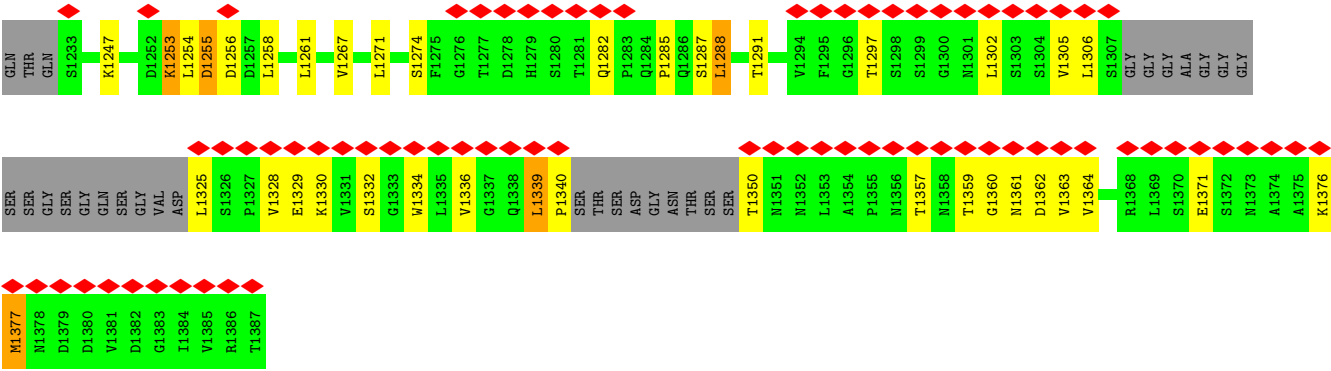 GLN THR GLN S1233 K1247 D1252 K1253 L1254 D1255 D1256 D1257 L1258 L1261 V1267 L1271 S1274 F1275 G1276 T1277 D1278 H1279 S1280 T1281 Q1282 P1283 Q1284 P1285 Q1286 S1287 L1288 T1291 V1294 F1295 G1296 T1297 S1298 S1299 G1300 N1301 L1302 S1303 S1304 V1305 L1306 S1307 GLY GLY GLY ALA GLY GLY GLY
SER SER GLY SER GLY GLN SER GLY VAL ASP L1325 S1326 P1327 V1328 E1329 K1330 V1331 S1332 G1333 W1334 L1335 V1336 G1337 Q1338 L1339 P1340 SER THR SER ASP GLY ASN THR SER SER T1350 N1351 N1352 L1353 A1354 P1355 N1356 T1357 N1358 T1359 G1360 N1361 D1362 V1363 V1364 R1368 L1369 S1370 E1371 S1372 N1373 A1374 A1375 K1376
M1377 N1378 D1379 D1380 V1381 D1382 G1383 I1384 V1385 R1386 T1387